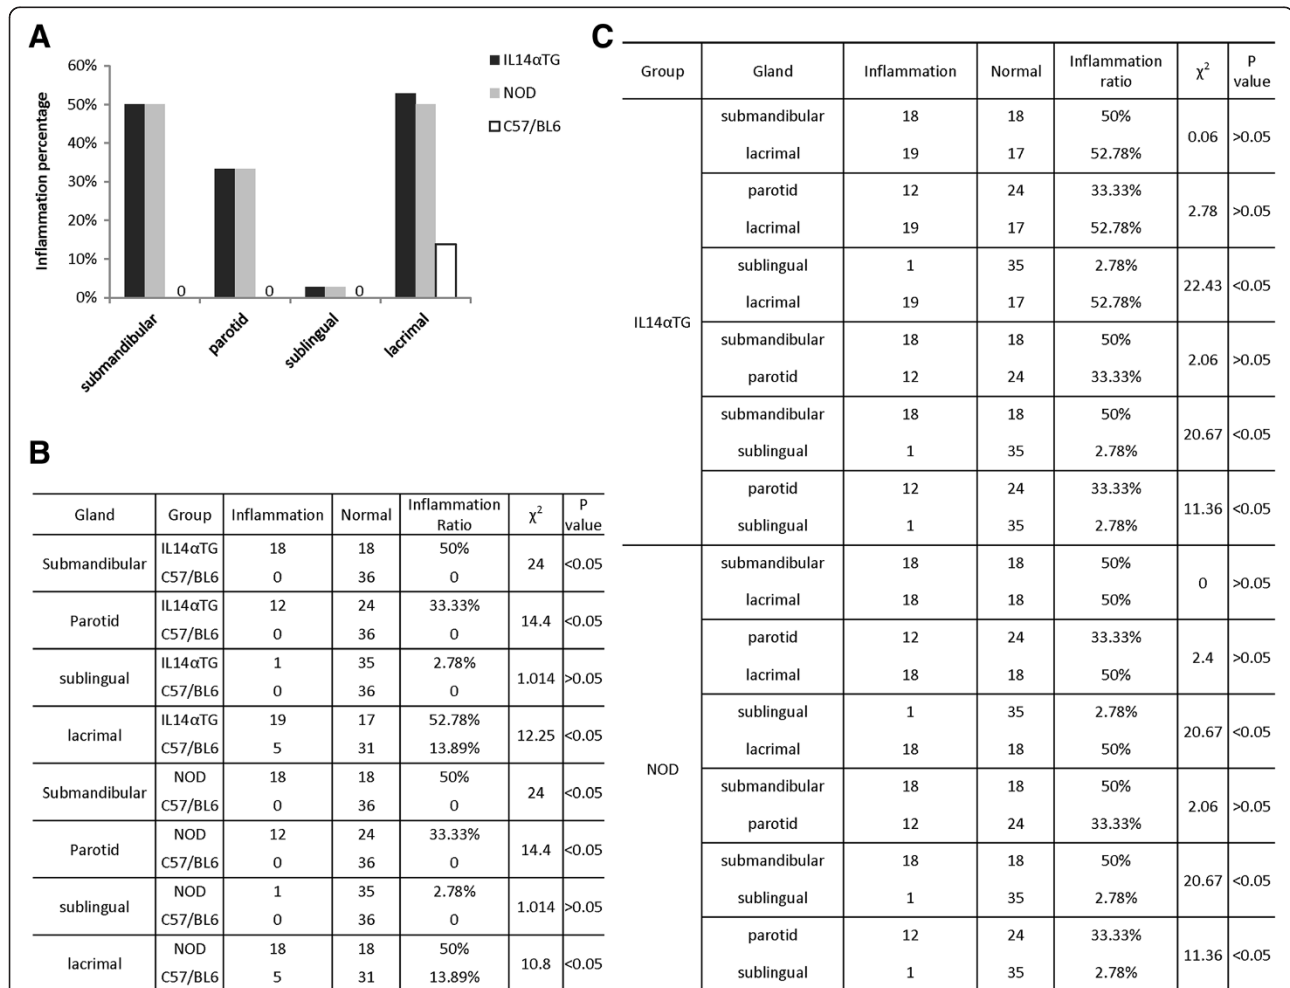 A
60%
50%
40%
30%
20%
10%
0%
Inflammation percentage
0
0
0
submandibular
parotid
sublingual
lacrimal
IL14αTG
NOD
C57/BL6
B
Gland Group Inflammation Normal Inflammation Ratio χ² P value
Submandibular IL14αTG 18 18 50% 24 <0.05
C57/BL6 0 36 0
Parotid IL14αTG 12 24 33.33% 14.4 <0.05
C57/BL6 0 36 0
sublingual IL14αTG 1 35 2.78% 1.014 >0.05
C57/BL6 0 36 0
lacrimal IL14αTG 19 17 52.78% 12.25 <0.05
C57/BL6 5 31 13.89%
Submandibular NOD 18 18 50% 24 <0.05
C57/BL6 0 36 0
Parotid NOD 12 24 33.33% 14.4 <0.05
C57/BL6 0 36 0
sublingual NOD 1 35 2.78% 1.014 >0.05
C57/BL6 0 36 0
lacrimal NOD 18 18 50% 10.8 <0.05
C57/BL6 5 31 13.89%
C
Group Gland Inflammation Normal Inflammation ratio χ² P value
IL14αTG
submandibular 18 18 50% 0.06 >0.05
lacrimal 19 17 52.78%
parotid 12 24 33.33% 2.78 >0.05
lacrimal 19 17 52.78%
sublingual 1 35 2.78% 22.43 <0.05
lacrimal 19 17 52.78%
submandibular 18 18 50% 2.06 >0.05
parotid 12 24 33.33%
submandibular 18 18 50% 20.67 <0.05
sublingual 1 35 2.78%
parotid 12 24 33.33% 11.36 <0.05
sublingual 1 35 2.78%
NOD
submandibular 18 18 50% 0 >0.05
lacrimal 18 18 50%
parotid 12 24 33.33% 2.4 >0.05
lacrimal 18 18 50%
sublingual 1 35 2.78% 20.67 <0.05
lacrimal 18 18 50%
submandibular 18 18 50% 2.06 >0.05
parotid 12 24 33.33%
submandibular 18 18 50% 20.67 <0.05
sublingual 1 35 2.78%
parotid 12 24 33.33% 11.36 <0.05
sublingual 1 35 2.78%